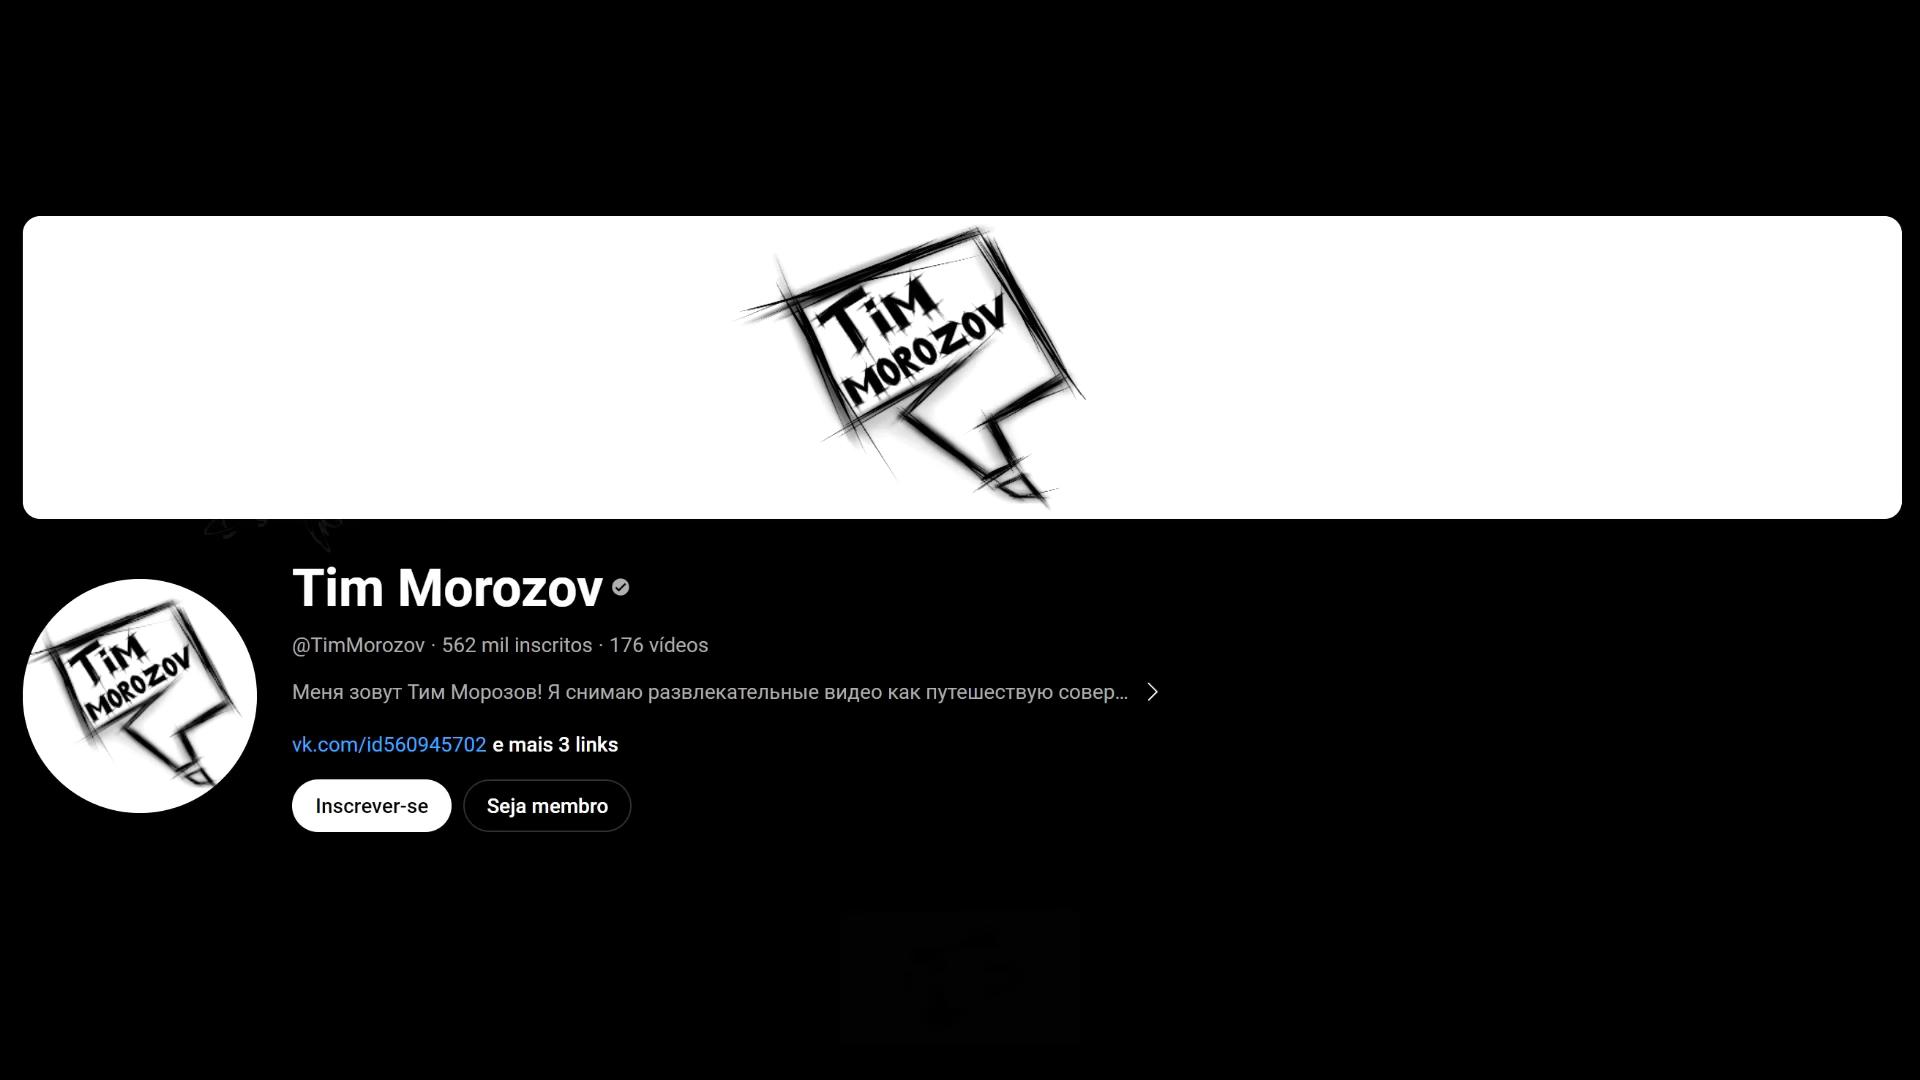 TiM
MOROZOV
Tim Morozov
TiM
MOROZOV
@TimMorozov · 562 mil inscritos · 176 vídeos
Меня зовут Тим Морозов! Я снимаю развлекательные видео как путешествую совер...
vk.com/id560945702 e mais 3 links
Inscrever-se Seja membro